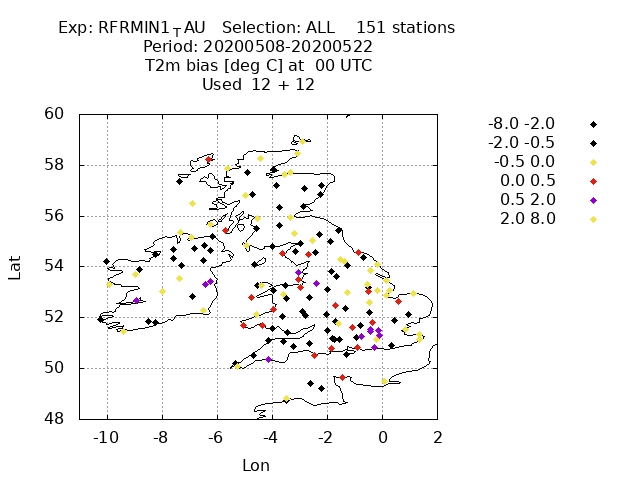 Exp: RFRMIN1_TAU Selection: ALL 151 stations
Period: 20200508-20200522
T2m bias [deg C] at 00 UTC
Used 12 + 12
-8.0 -2.0
-2.0 -0.5
-0.5 0.0
0.0 0.5
0.5 2.0
2.0 8.0
60
58
56
54
52
50
48
Lat
-10 -8 -6 -4 -2 0 2
Lon